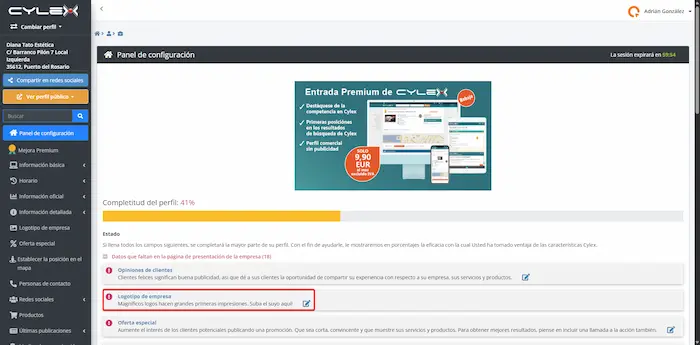 CYLEX
Cambiar perfil
Diana Tato Estética
C/ Barranco Pilón 7 Local
Izquierda
35612, Puerto del Rosario
Compartir en redes sociales
Ver perfil público
Buscar
Panel de configuración
Mejora Premium
Información básica
Horario
Información oficial
Información detallada
Logotipo de empresa
Oferta especial
Establecer la posición en el
mapa
Personas de contacto
Redes sociales
Productos
Últimas publicaciones
Adrián González
Panel de configuración
La sesión expirará en 59:54
Entrada Premium de CYLEX
Destáquese de la
competencia en Cylex
Primeras posiciones
en los resultados
de búsqueda de Cylex
Perfil comercial
sin publicidad
Rebaja
SOLO
9,90
EUR
al mes
excluido IVA
Completitud del perfil: 41%
Estado
Si llena todos los campos siguientes, se completará la mayor parte de su perfil. Con el fin de ayudarle, le mostraremos en porcentajes la eficacia con la cual Usted ha tomado ventaja de las características Cylex.
Datos que faltan en la página de presentación de la empresa (18)
Opiniones de clientes
Clientes felices significan buena publicidad, así que dé a sus clientes la oportunidad de compartir su experiencia con respecto a su empresa, sus servicios y productos.
Logotipo de empresa
Magníficos logos hacen grandes primeras impresiones. Suba el suyo aquí!
Oferta especial
Aumente el interés de los clientes potenciales publicando una promoción. Que sea corta, conveniente y que muestre sus servicios y productos. Para obtener mejores resultados, piense en incluir una llamada a la acción también.